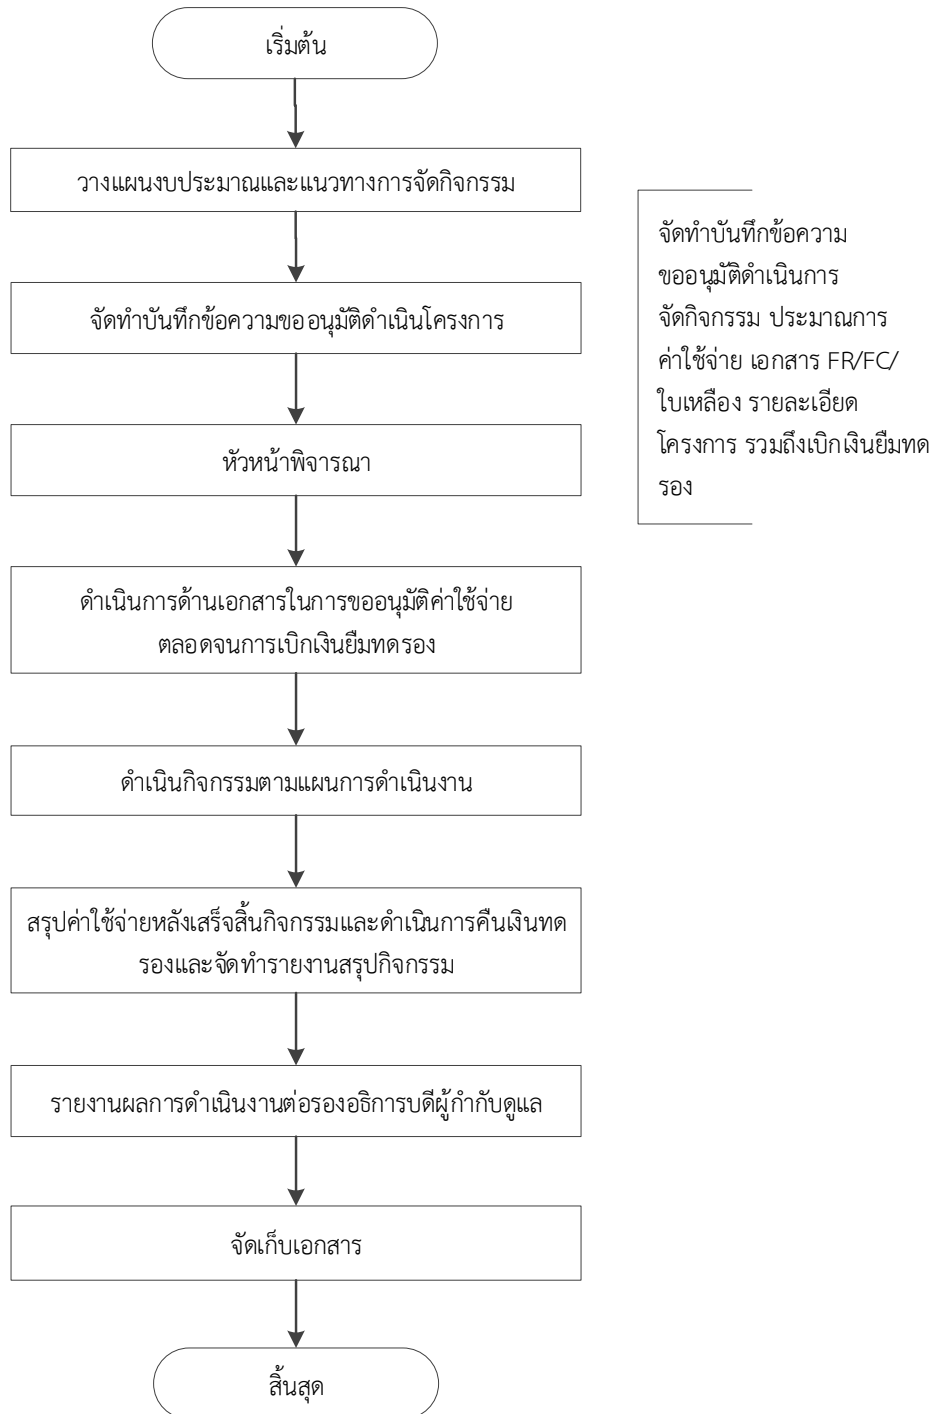 เริ่มต้น
วางแผนงบประมาณและแนวทางการจัดกิจกรรม
จัดทำบันทึกข้อความขออนุมัติดำเนินโครงการ
จัดทำบันทึกข้อความ
ขออนุมัติดำเนินการ
จัดกิจกรรม ประมาณการ
ค่าใช้จ่าย เอกสาร FR/FC/
ใบเหลือง รายละเอียด
โครงการ รวมถึงเบิกเงินยืมทด
รอง
หัวหน้าพิจารณา
ดำเนินการด้านเอกสารในการขออนุมัติค่าใช้จ่าย
ตลอดจนการเบิกเงินยืมทดรอง
ดำเนินกิจกรรมตามแผนการดำเนินงาน
สรุปค่าใช้จ่ายหลังเสร็จสิ้นกิจกรรมและดำเนินการคืนเงินทด
รองและจัดทำรายงานสรุปกิจกรรม
รายงานผลการดำเนินงานต่อรองอธิการบดีผู้กำกับดูแล
จัดเก็บเอกสาร
สิ้นสุด